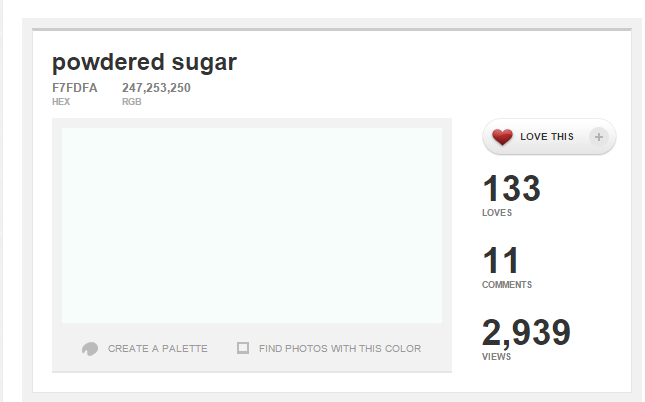 powdered sugar
F7FDFA 247,253,250
HEX RGB
LOVE THIS
133
LOVES
11
COMMENTS
2,939
VIEWS
CREATE A PALETTE FIND PHOTOS WITH THIS COLOR